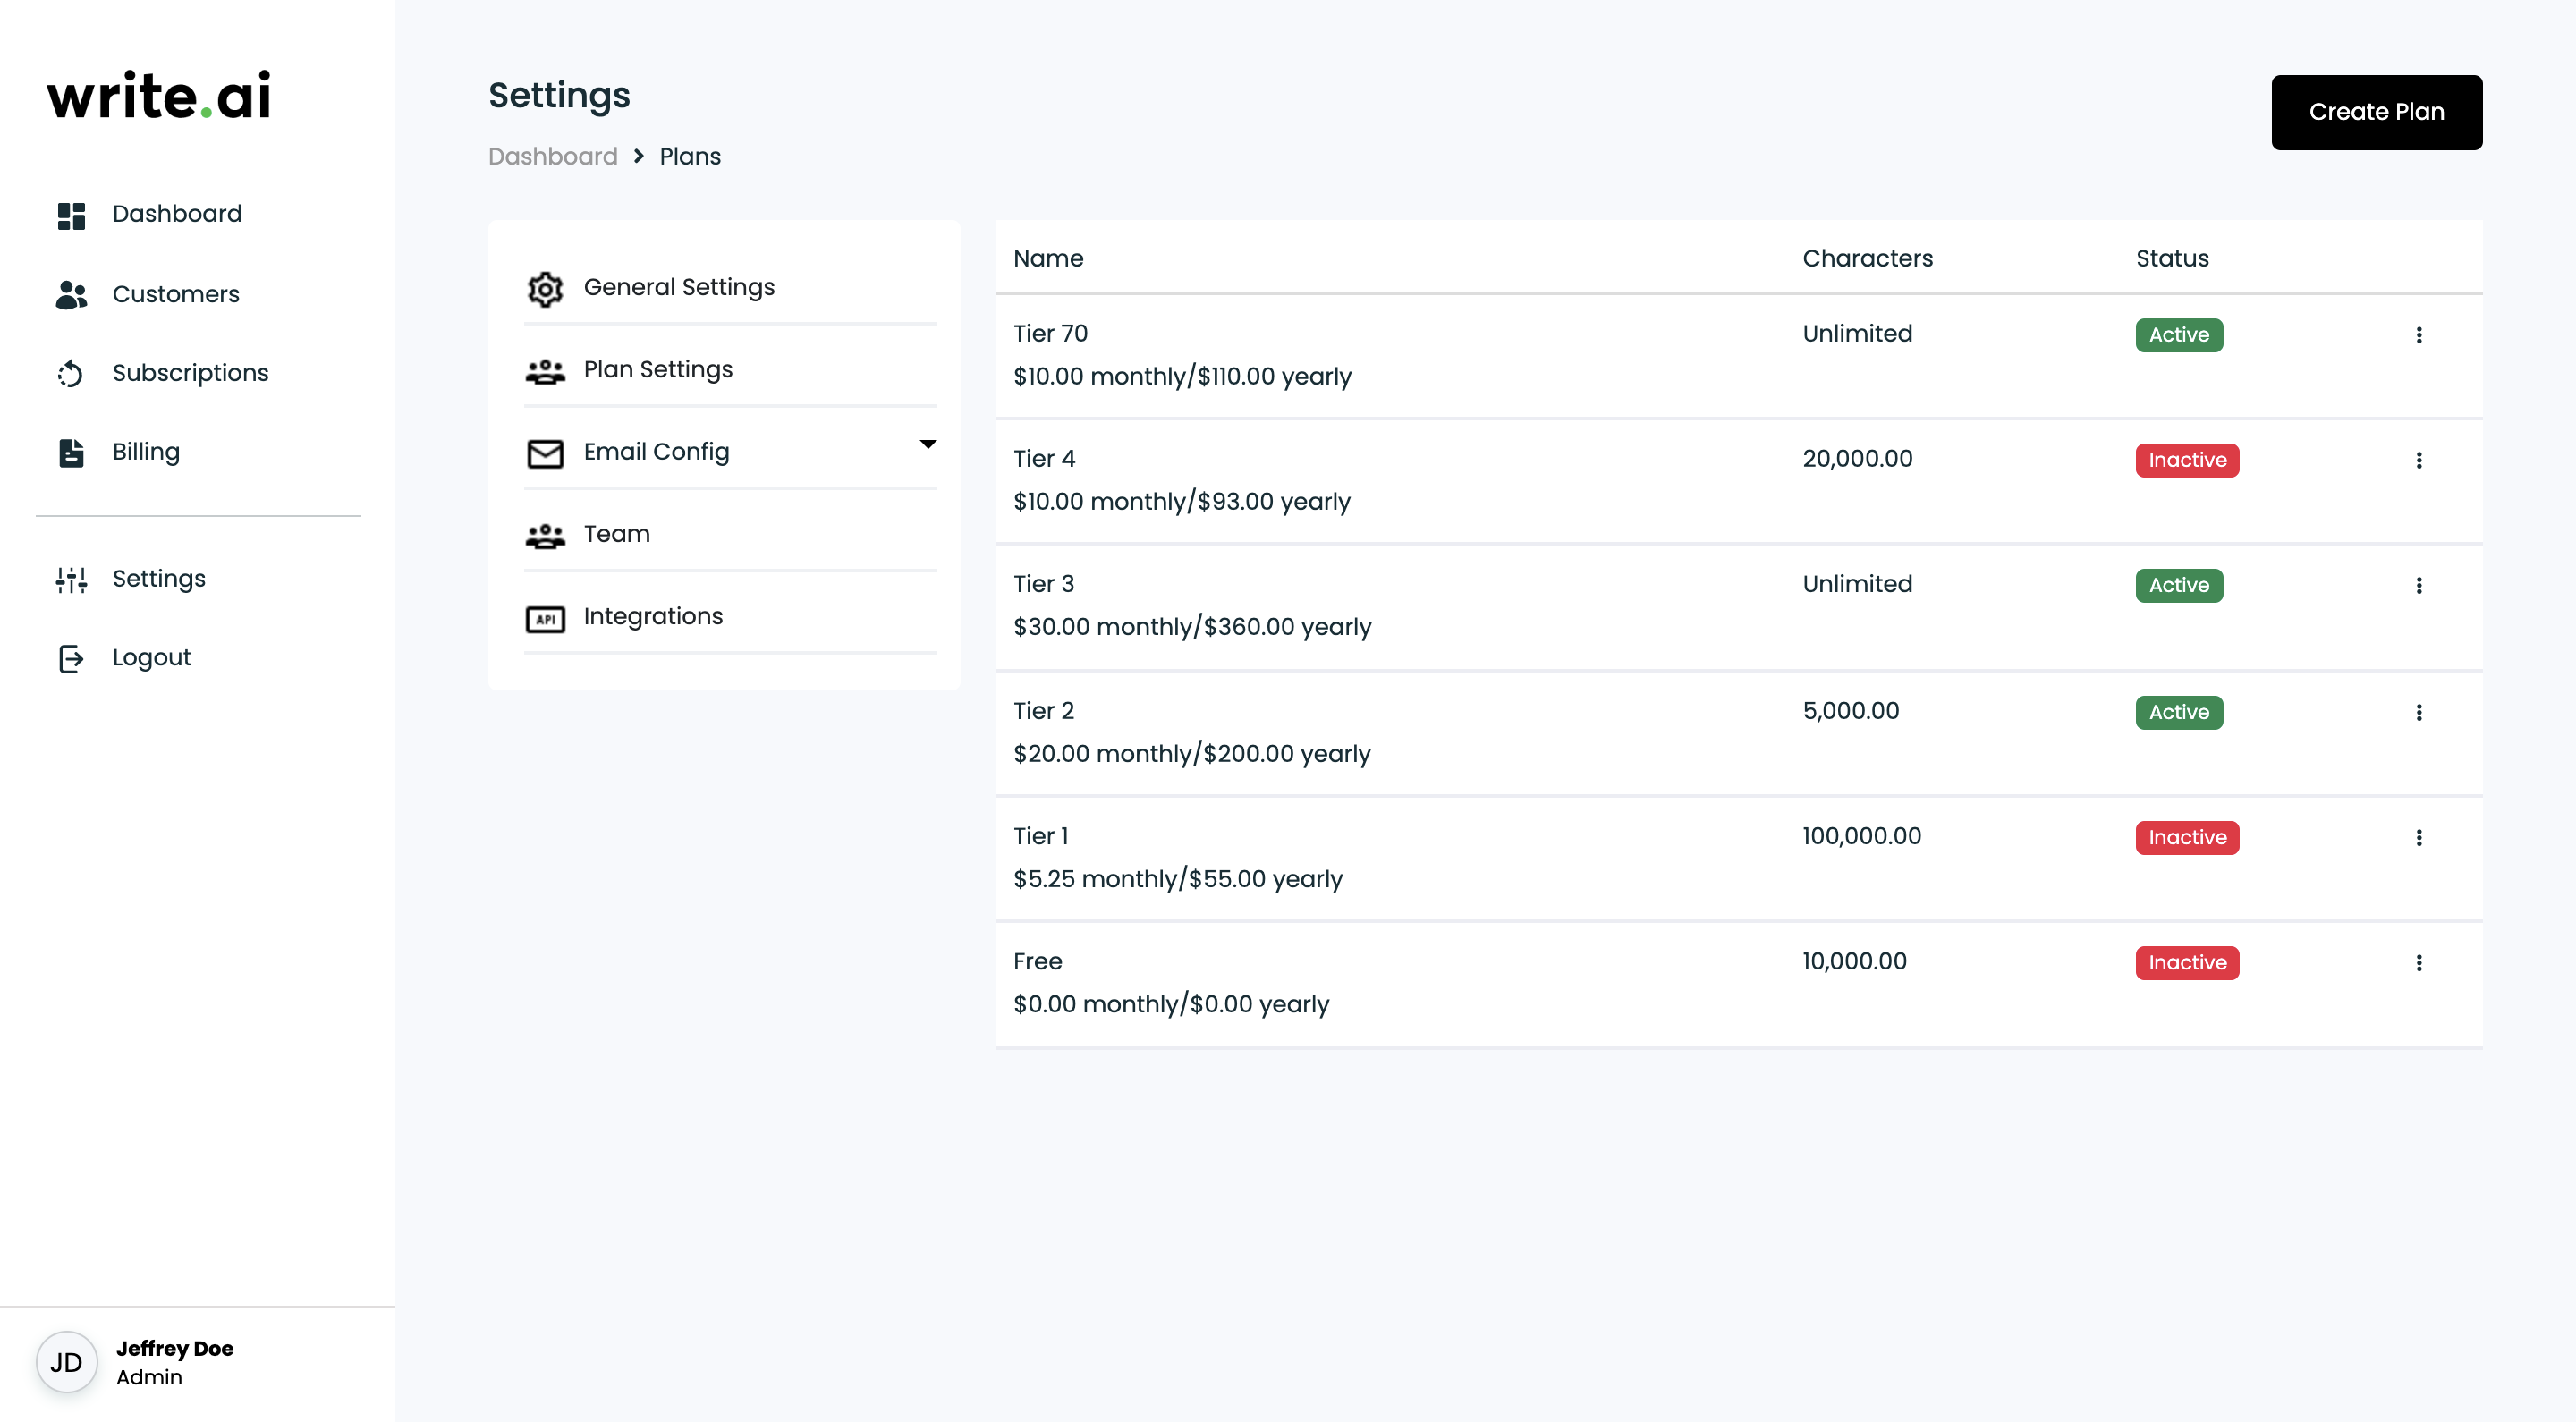 write.ai
Dashboard
Customers
Subscriptions
Billing
Settings
Logout
JD
Jeffrey Doe
Admin
Settings
Dashboard > Plans
Create Plan
General Settings
Plan Settings
Email Config
Team
API Integrations
Name Characters Status
Tier 70 Unlimited Active
$10.00 monthly/$110.00 yearly
Tier 4 20,000.00 Inactive
$10.00 monthly/$93.00 yearly
Tier 3 Unlimited Active
$30.00 monthly/$360.00 yearly
Tier 2 5,000.00 Active
$20.00 monthly/$200.00 yearly
Tier 1 100,000.00 Inactive
$5.25 monthly/$55.00 yearly
Free 10,000.00 Inactive
$0.00 monthly/$0.00 yearly